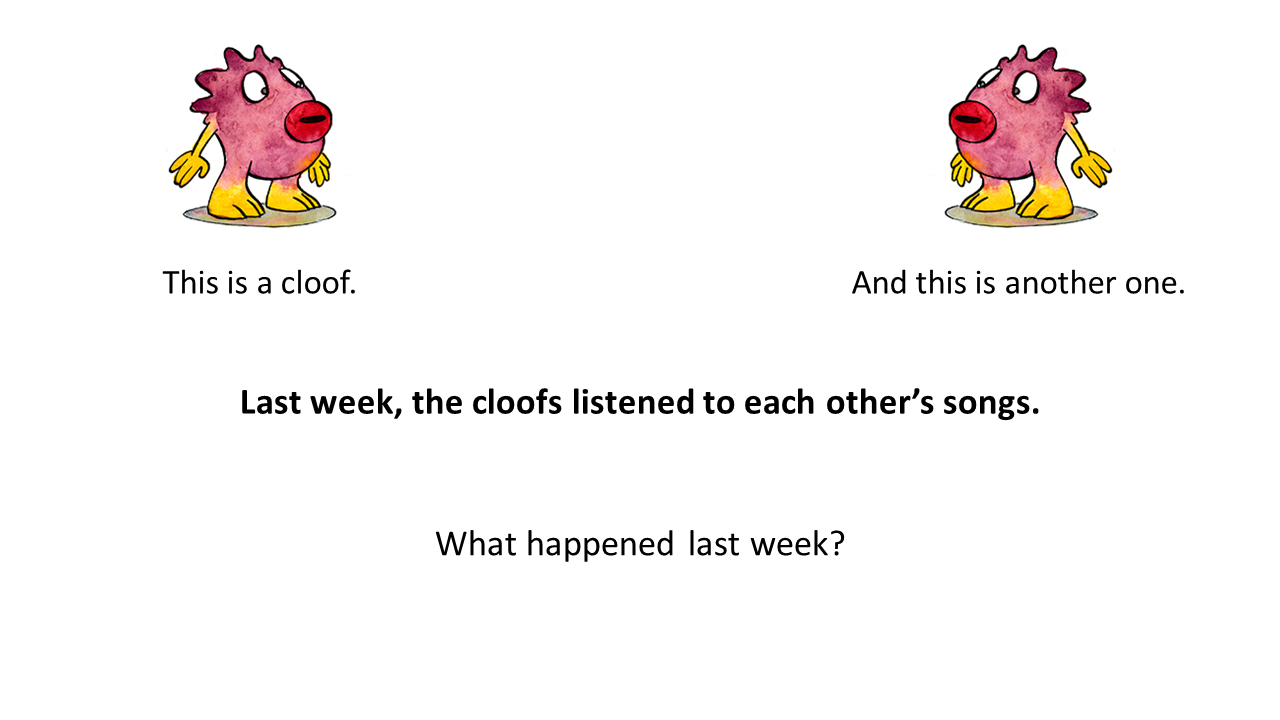 This is a cloof.
And this is another one.
Last week, the cloofs listened to each other’s songs.
What happened last week?